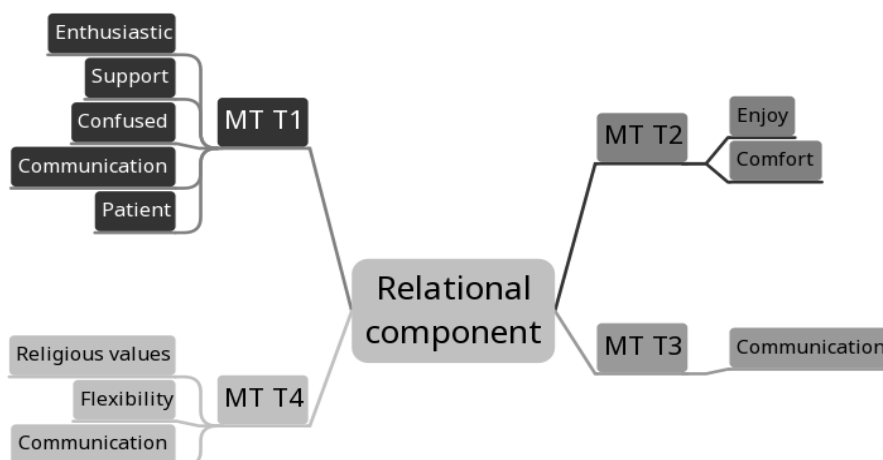 Enthusiastic
Support
Confused
Communication
Patient
MT T1
MT T2
Enjoy
Comfort
Relational
component
MT T3
Communication
Religious values
Flexibility
Communication
MT T4